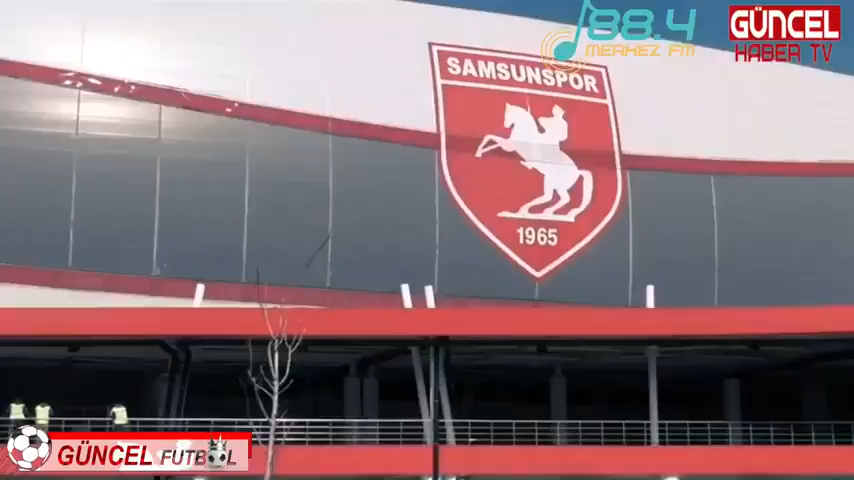 88.4
MERKEZ FM
GÜNCEL
HABER TV
SAMSUNSPOR
1965
GÜNCEL FUTBOL